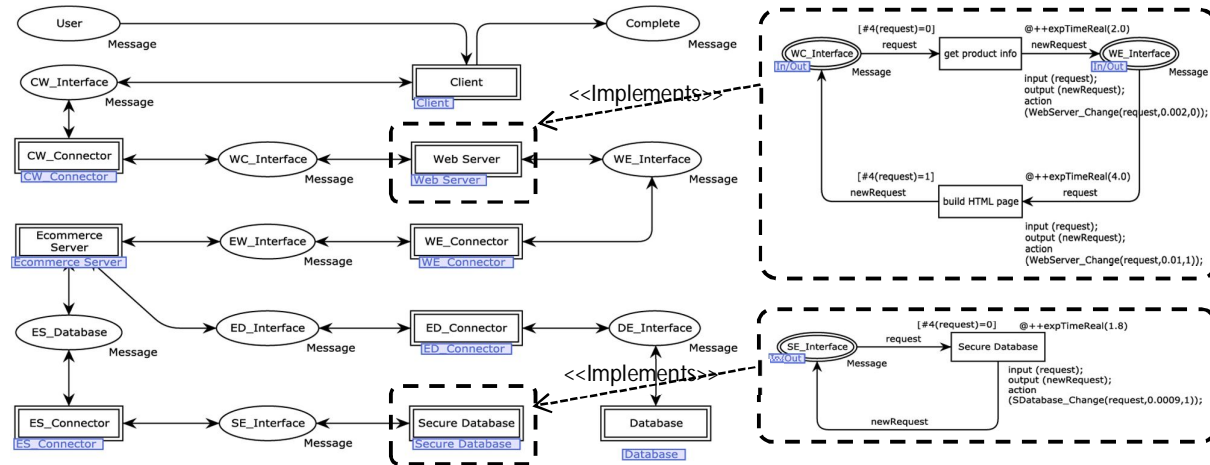 User
Message
Complete
Message
CW_Interface
Message
Client
Client
CW_Connector
CW_Connector
WC_Interface
Message
Web Server
Web Server
WE_Interface
Message
Ecommerce
Server
Ecommerce Server
EW_Interface
Message
WE_Connector
WE_Connector
ES_Database
Message
ED_Interface
Message
ED_Connector
ED_Connector
DE_Interface
Message
ES_Connector
ES_Connector
SE_Interface
Message
Secure Database
Secure Database
Database
Database
<<Implements>>
<<Implements>>
[#4(request)=0]
request
@++expTimeReal(2.0)
newRequest
WC_Interface
In/Out
Message
get product info
WE_Interface
In/Out
Message
input (request);
output (newRequest);
action
(WebServer_Change(request,0.002,0));
[#4(request)=1]
newRequest
@++expTimeReal(4.0)
request
build HTML page
input (request);
output (newRequest);
action
(WebServer_Change(request,0.01,1));
[#4(request)=0]
@++expTimeReal(1.8)
request
SE_Interface
In/Out
Message
Secure Database
input (request);
output (newRequest);
action
(SDatabase_Change(request,0.0009,1));
newRequest